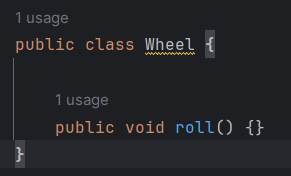 1 usage
public class Wheel {
1 usage
public void roll() {}
}